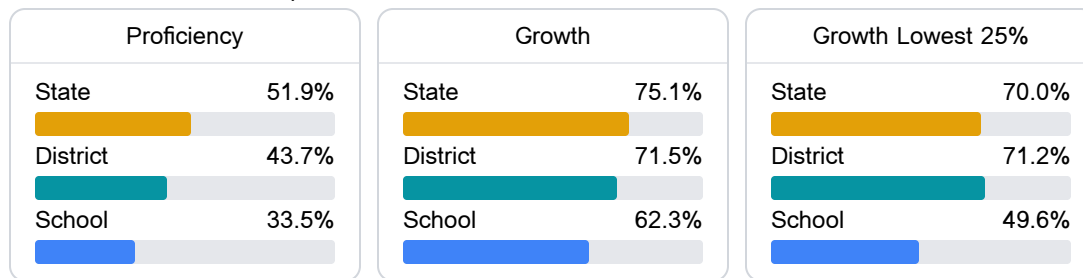 Proficiency
State 51.9%
District 43.7%
School 33.5%
Growth
State 75.1%
District 71.5%
School 62.3%
Growth Lowest 25%
State 70.0%
District 71.2%
School 49.6%